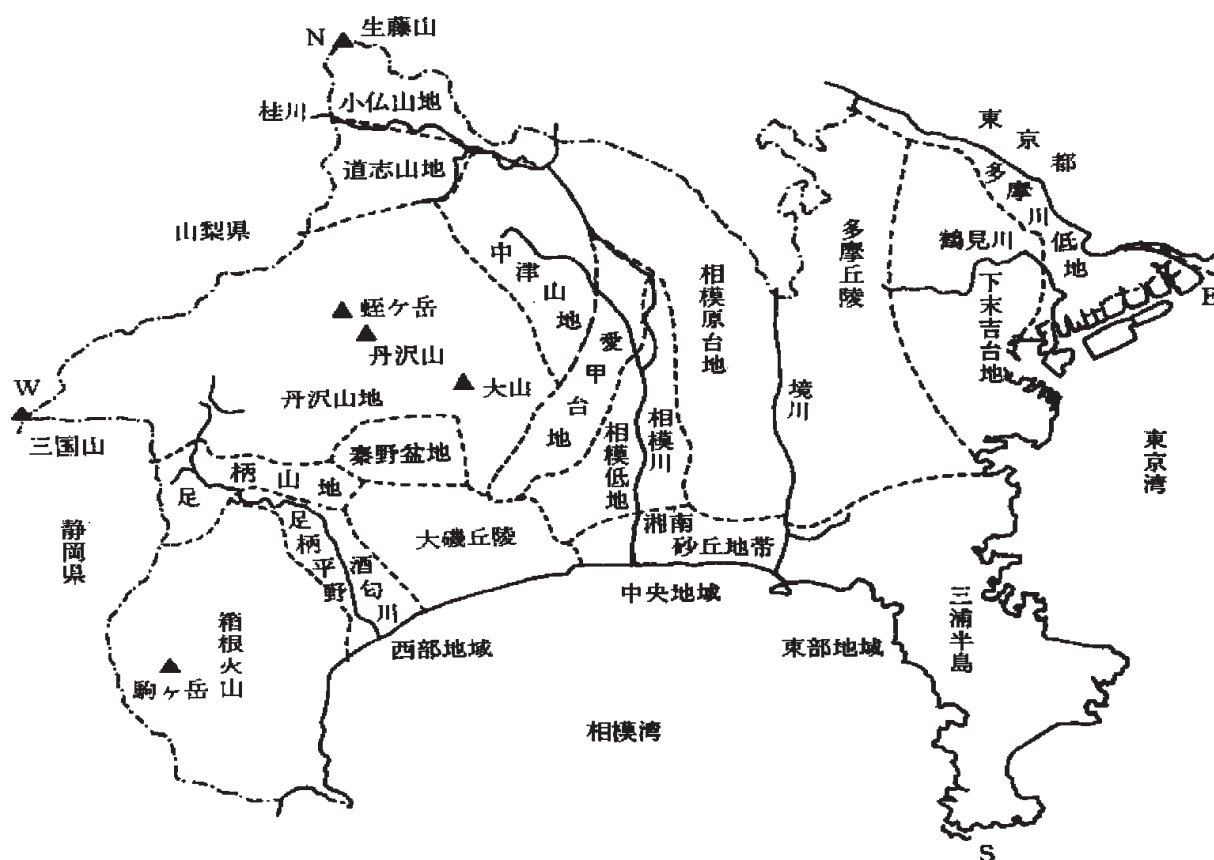 N
生藤山
桂川
小仏山地
道志山地
山梨県
中津山地
蛭ケ岳
丹沢山
大山
丹沢山地
W
三国山
秦野盆地
足柄山地
足柄平野
酒匂川
大磯丘陵
愛甲台地
相模低地
相模川
相模原台地
境川
湘南
砂丘地帯
多摩丘陵
鶴見川
下末吉台地
多摩川低地
東京都
E
東京湾
静岡県
箱根火山
駒ヶ岳
西部地域
中央地域
東部地域
三浦半島
相模湾
S